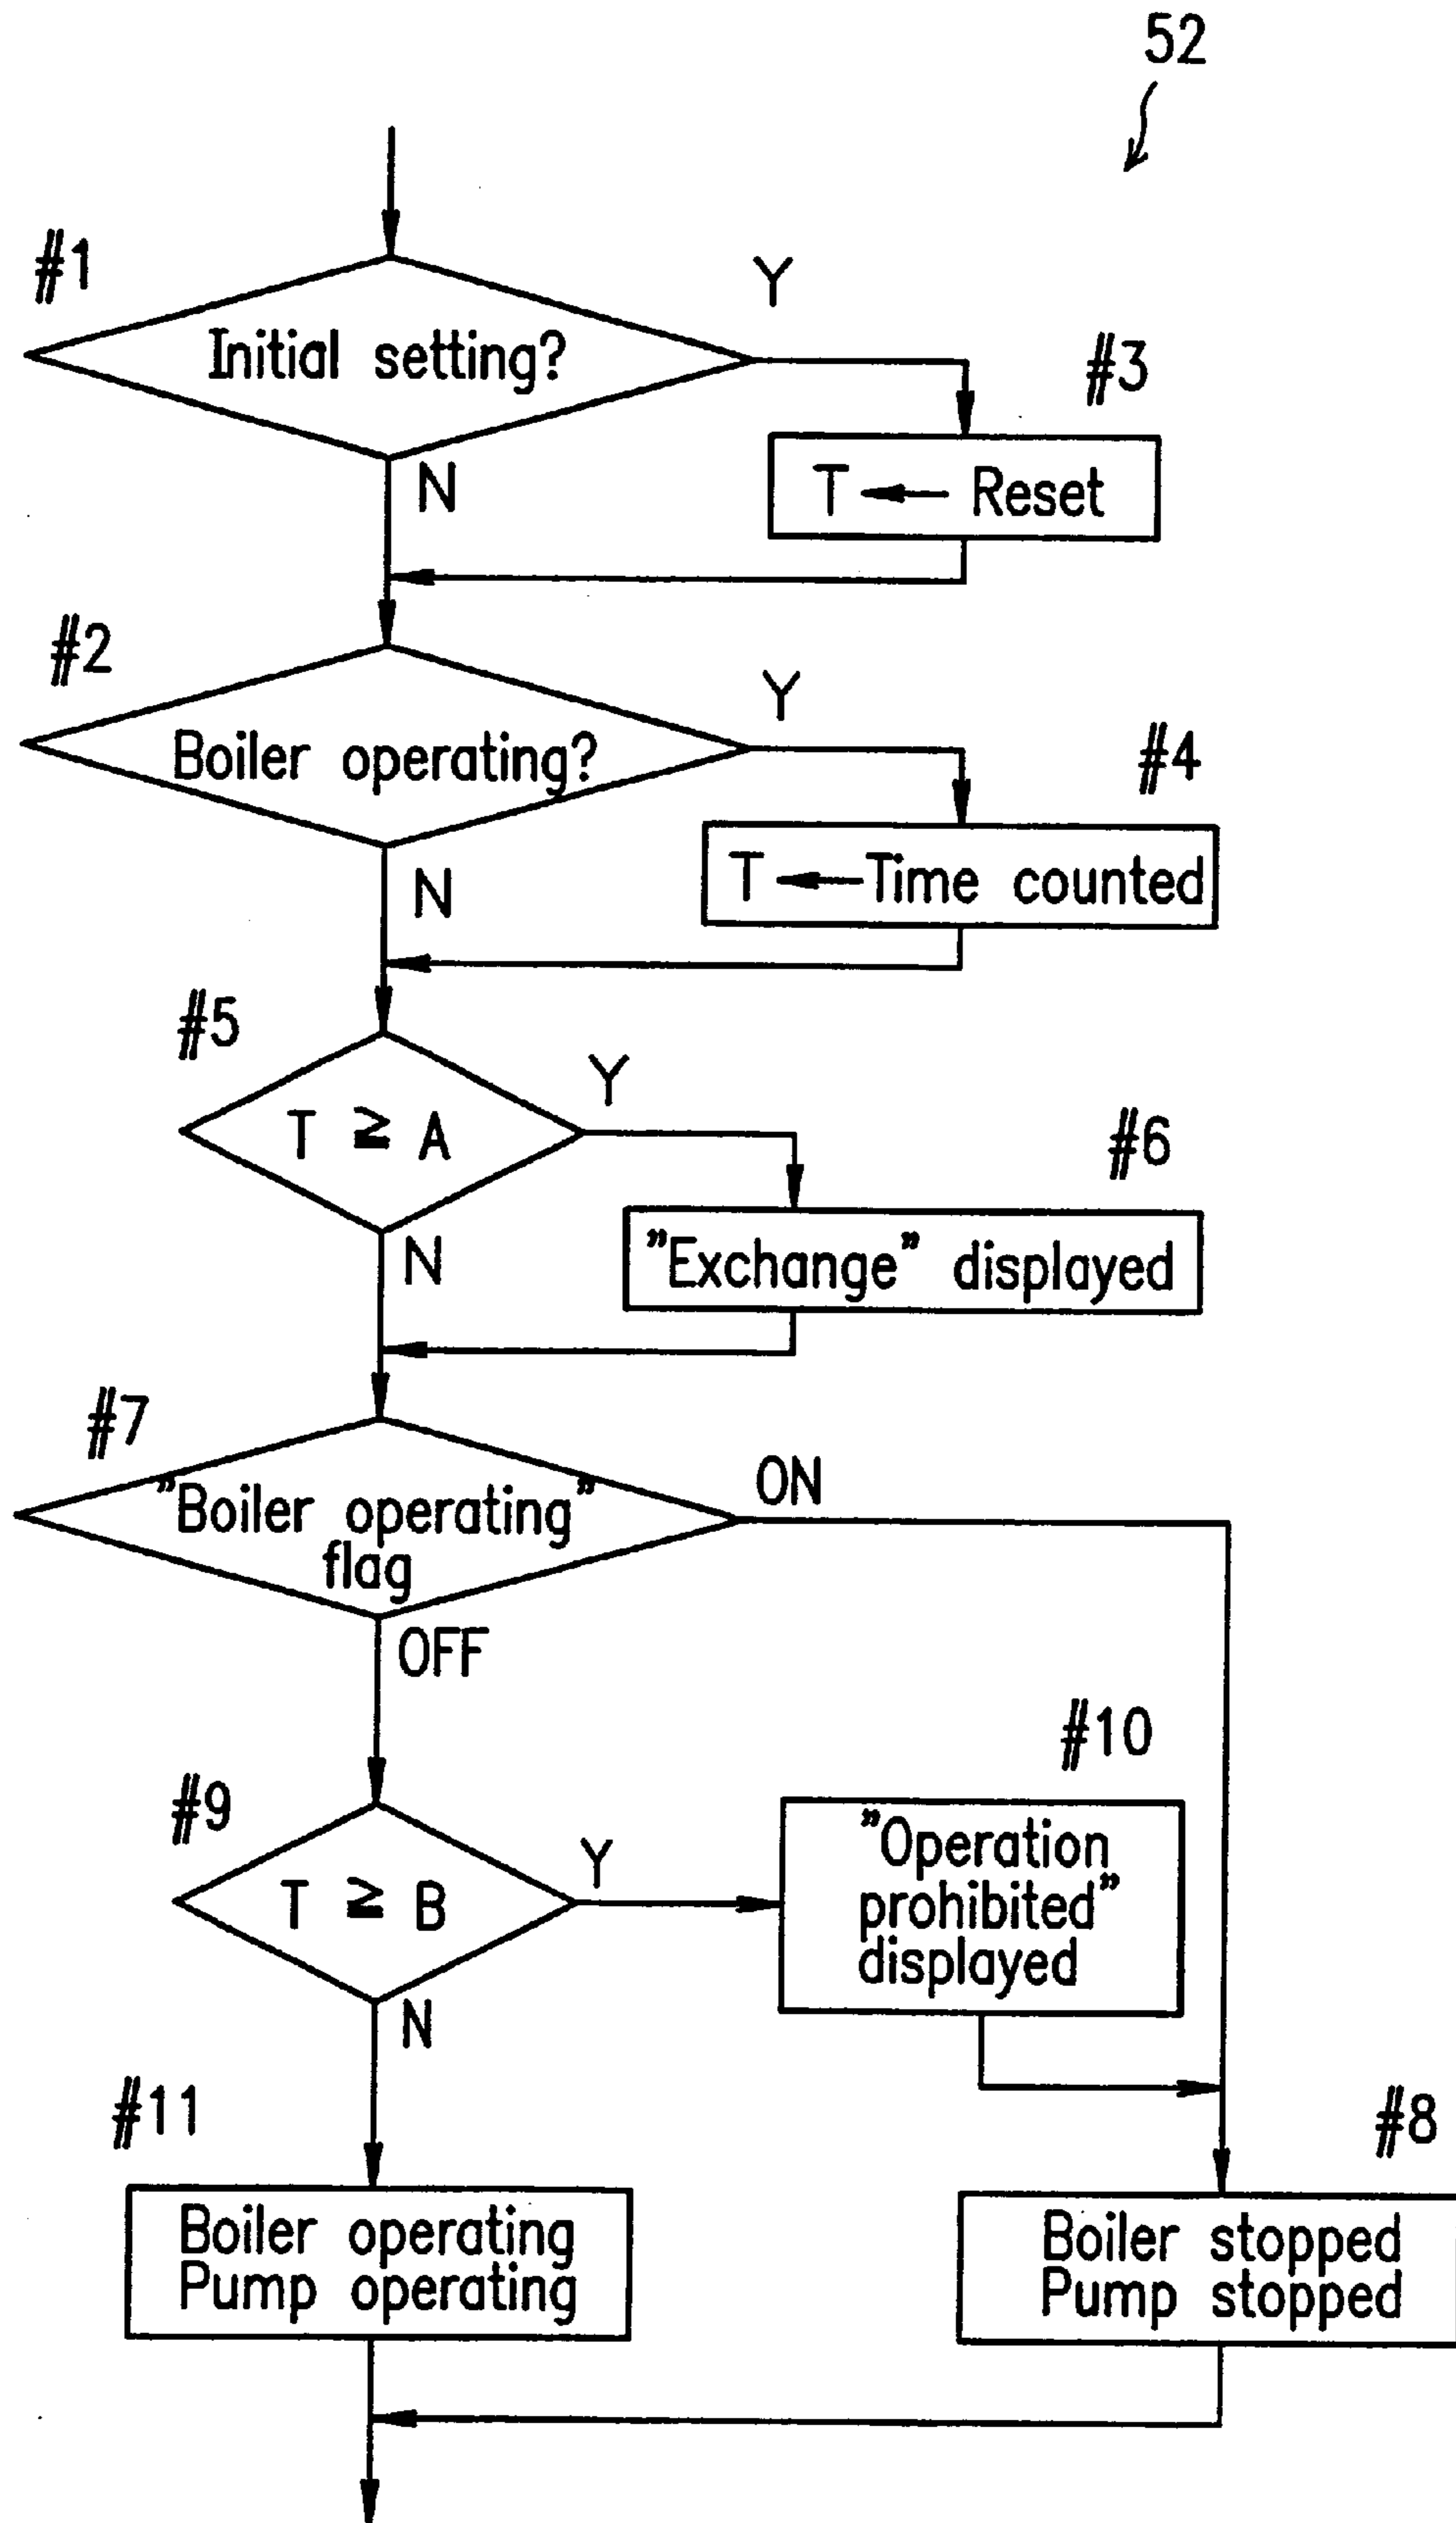 52
#1
Initial setting?
Y
N
#3
T ← Reset
#2
Boiler operating?
Y
N
#4
T ← Time counted
#5
T ≧ A
Y
N
#6
"Exchange" displayed
#7
"Boiler operating"
flag
ON
OFF
#9
T ≧ B
Y
N
#10
"Operation
prohibited"
displayed
#11
Boiler operating
Pump operating
#8
Boiler stopped
Pump stopped